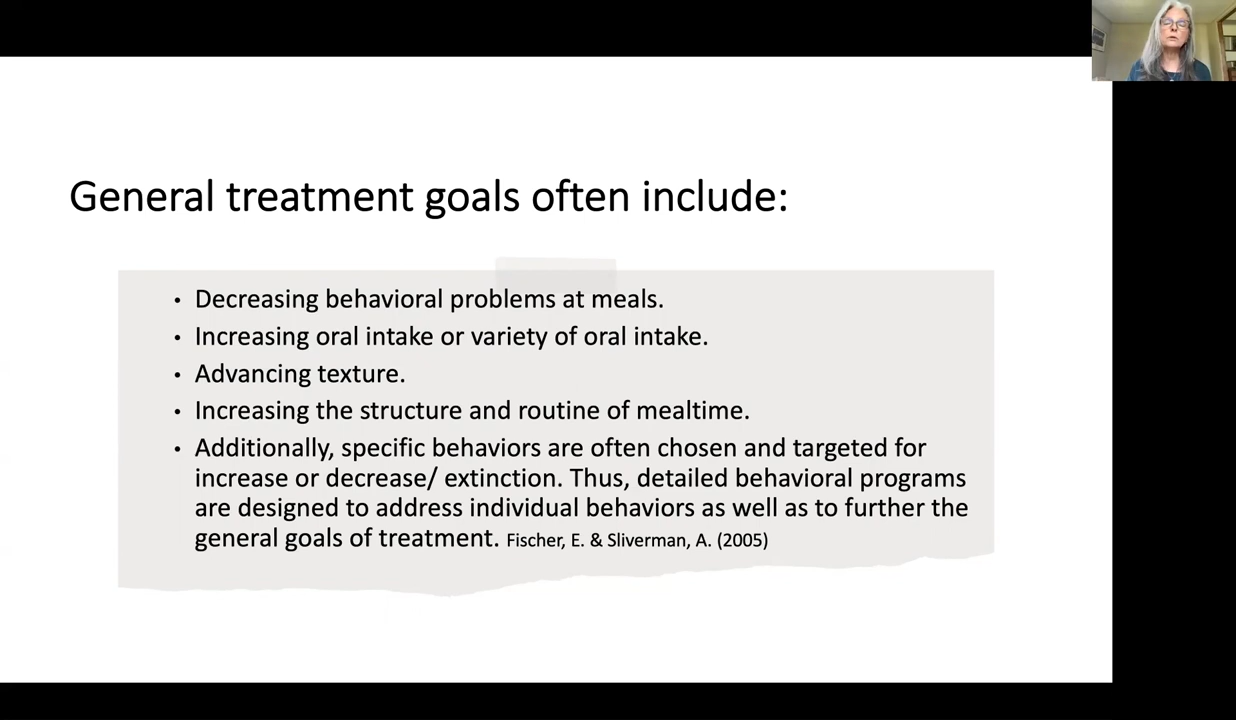 General treatment goals often include:
• Decreasing behavioral problems at meals.
• Increasing oral intake or variety of oral intake.
• Advancing texture.
• Increasing the structure and routine of mealtime.
• Additionally, specific behaviors are often chosen and targeted for
increase or decrease/ extinction. Thus, detailed behavioral programs
are designed to address individual behaviors as well as to further the
general goals of treatment. Fischer, E. & Sliverman, A. (2005)